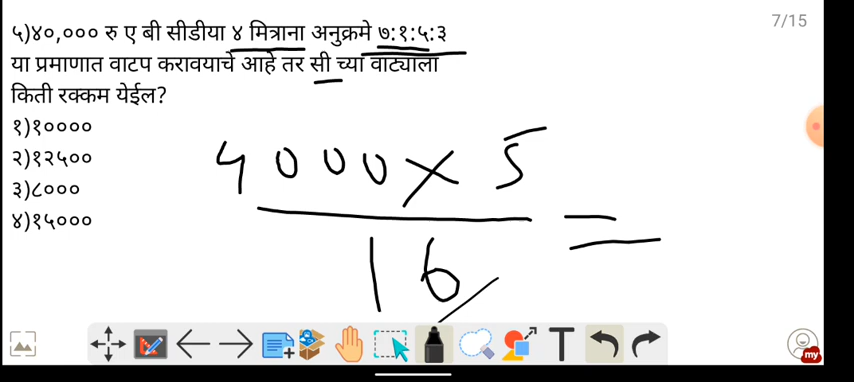 7/15
५)४०,००० रु ए बी सीडीया ४ मित्राना अनुक्रमे ७:१:५:३
या प्रमाणात वाटप करावयाचे आहे तर सी च्या वाट्याला
किती रक्कम येईल?
१)१००००
२)१२५००
३)८०००
४)१५०००
4000 × 5
=
16
T
my